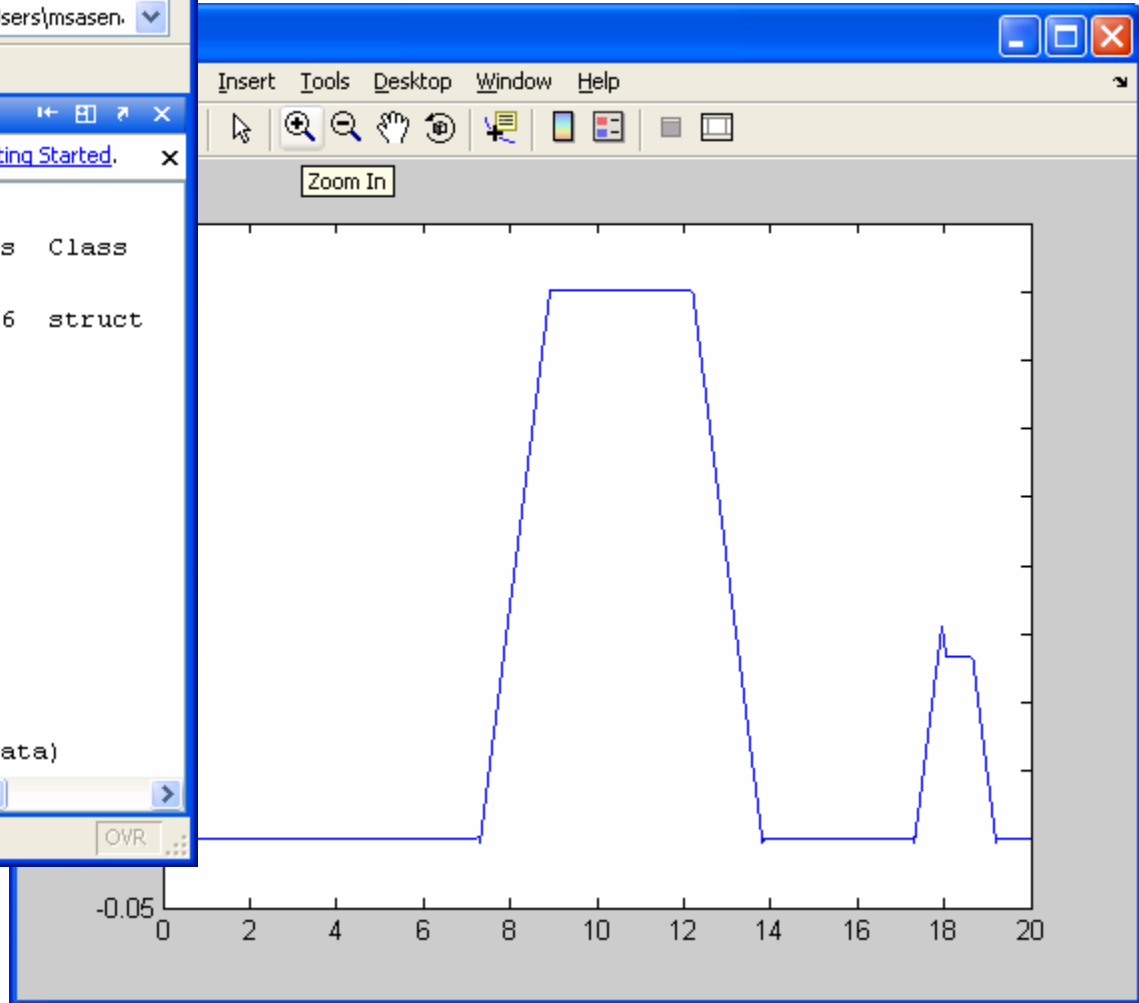 Insert Tools Desktop Window Help
Zoom In
Class
6 struct
ata)
OVR
-0.05
0 2 4 6 8 10 12 14 16 18 20
sers\msasen
ting Started.
s